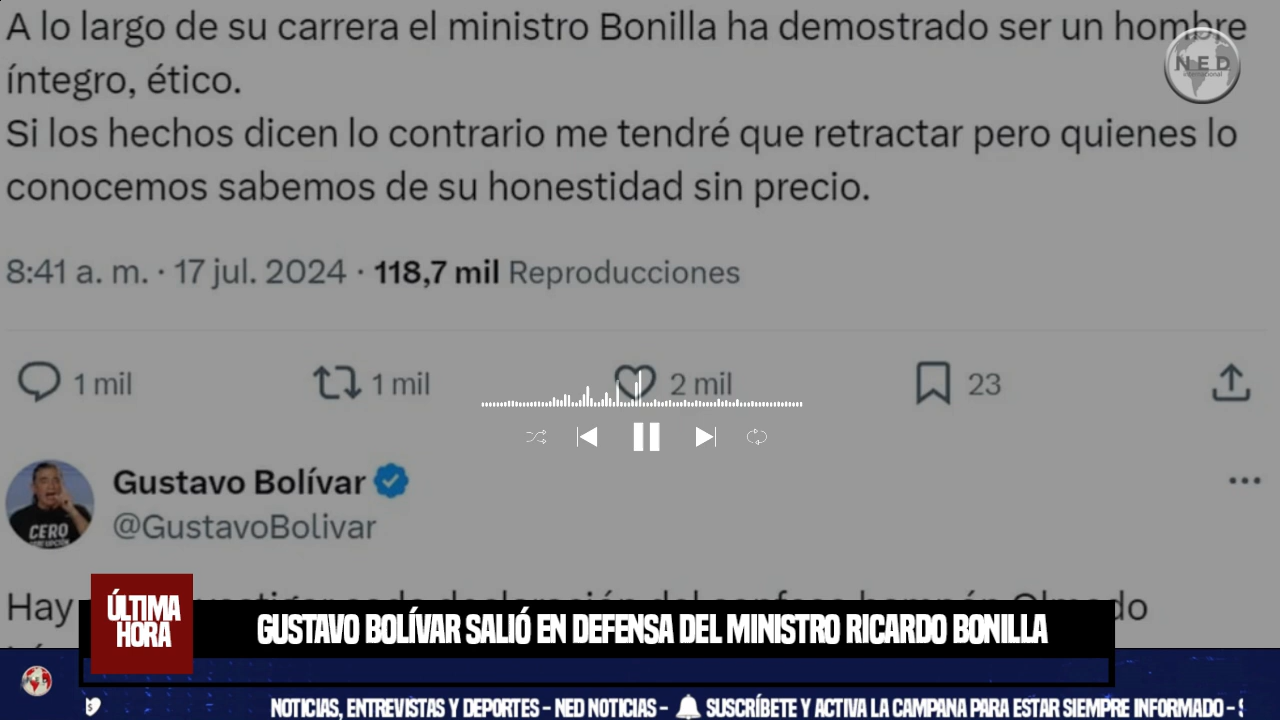 A lo largo de su carrera el ministro Bonilla ha demostrado ser un hombre
íntegro, ético.
Si los hechos dicen lo contrario me tendré que retractar pero quienes lo
conocemos sabemos de su honestidad sin precio.
NED
international
8:41 a. m. · 17 jul. 2024 · 118,7 mil Reproducciones
1 mil
1 mil
2 mil
23
Gustavo Bolívar
@GustavoBolivar
CERO
Hay
ÚLTIMA
HORA
GUSTAVO BOLÍVAR SALIÓ EN DEFENSA DEL MINISTRO RICARDO BONILLA
NOTICIAS, ENTREVISTAS Y DEPORTES - NED NOTICIAS - 🔔 SUSCRÍBETE Y ACTIVA LA CAMPANA PARA ESTAR SIEMPRE INFORMADO -